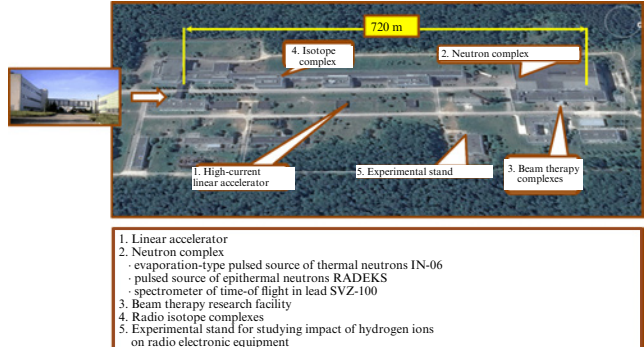 720 m
4. Isotope
complex
2. Neutron complex
1. High-current
linear accelerator
5. Experimental stand
3. Beam therapy
complexes
1. Linear accelerator
2. Neutron complex
· evaporation-type pulsed source of thermal neutrons IN-06
· pulsed source of epithermal neutrons RADEKS
· spectrometer of time-of flight in lead SVZ-100
3. Beam therapy research facility
4. Radio isotope complexes
5. Experimental stand for studying impact of hydrogen ions
on radio electronic equipment